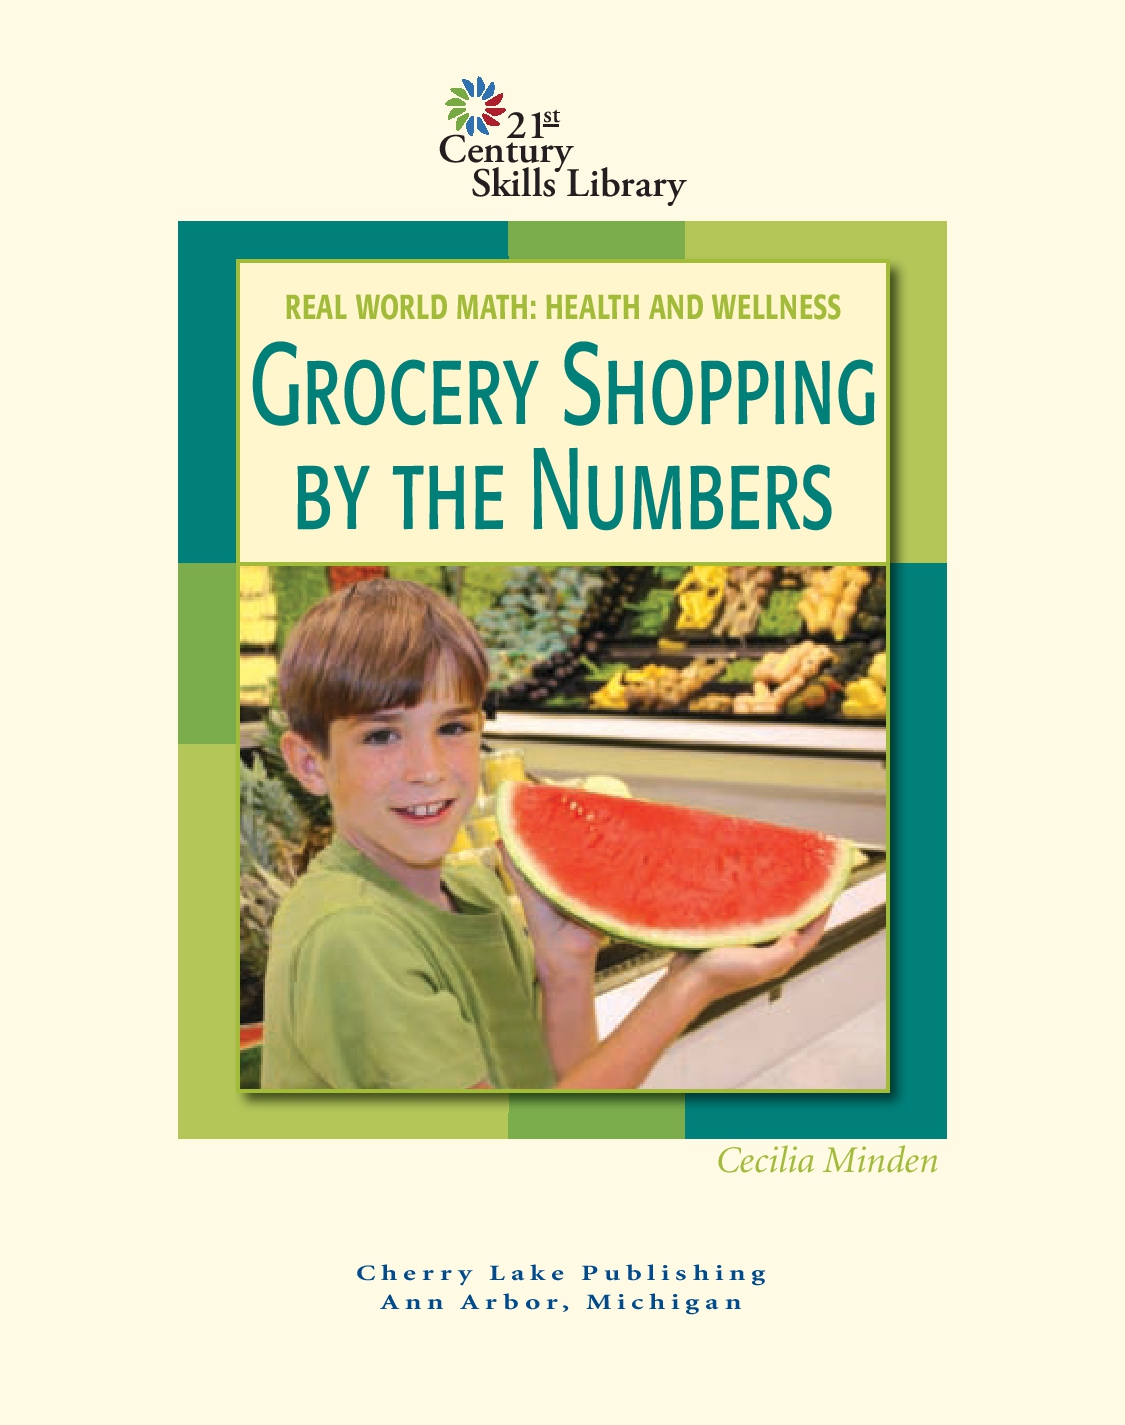 21st
Century
Skills Library
REAL WORLD MATH: HEALTH AND WELLNESS
GROCERY SHOPPING
BY THE NUMBERS
Cecilia Minden
Cherry Lake Publishing
Ann Arbor, Michigan